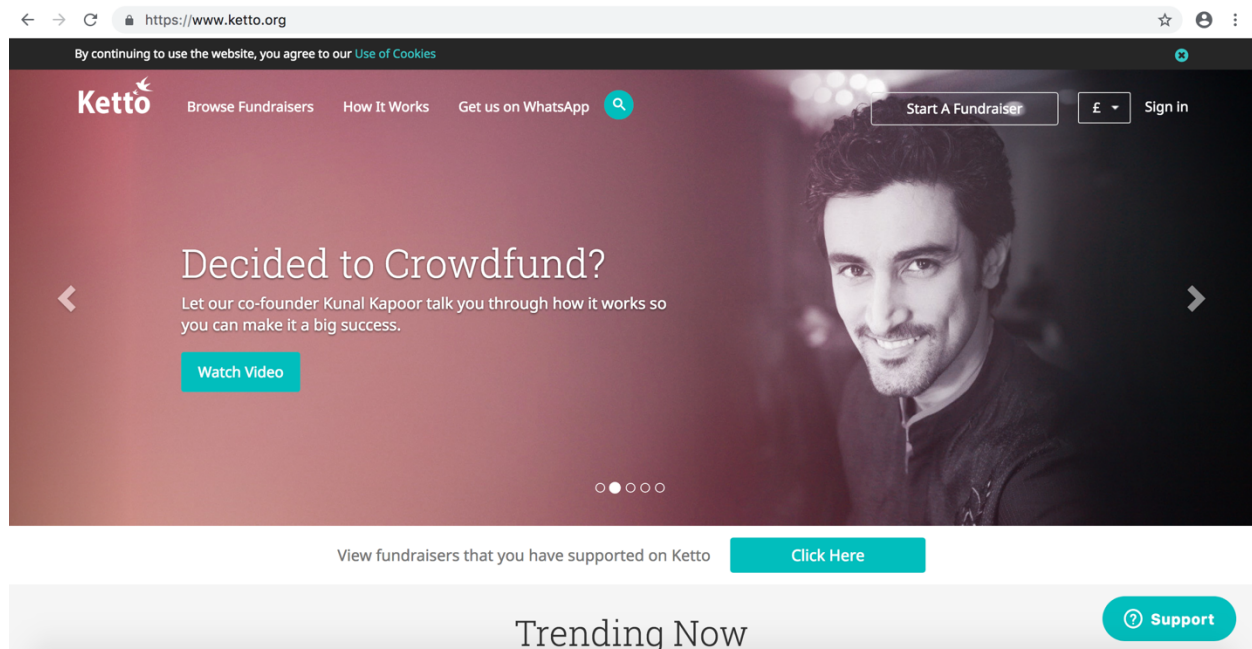 https://www.ketto.org
By continuing to use the website, you agree to our Use of Cookies
Ketto
Browse Fundraisers
How It Works
Get us on WhatsApp
Start A Fundraiser
£
Sign in
Decided to Crowdfund?
Let our co-founder Kunal Kapoor talk you through how it works so
you can make it a big success.
Watch Video
View fundraisers that you have supported on Ketto
Click Here
Trending Now
Support